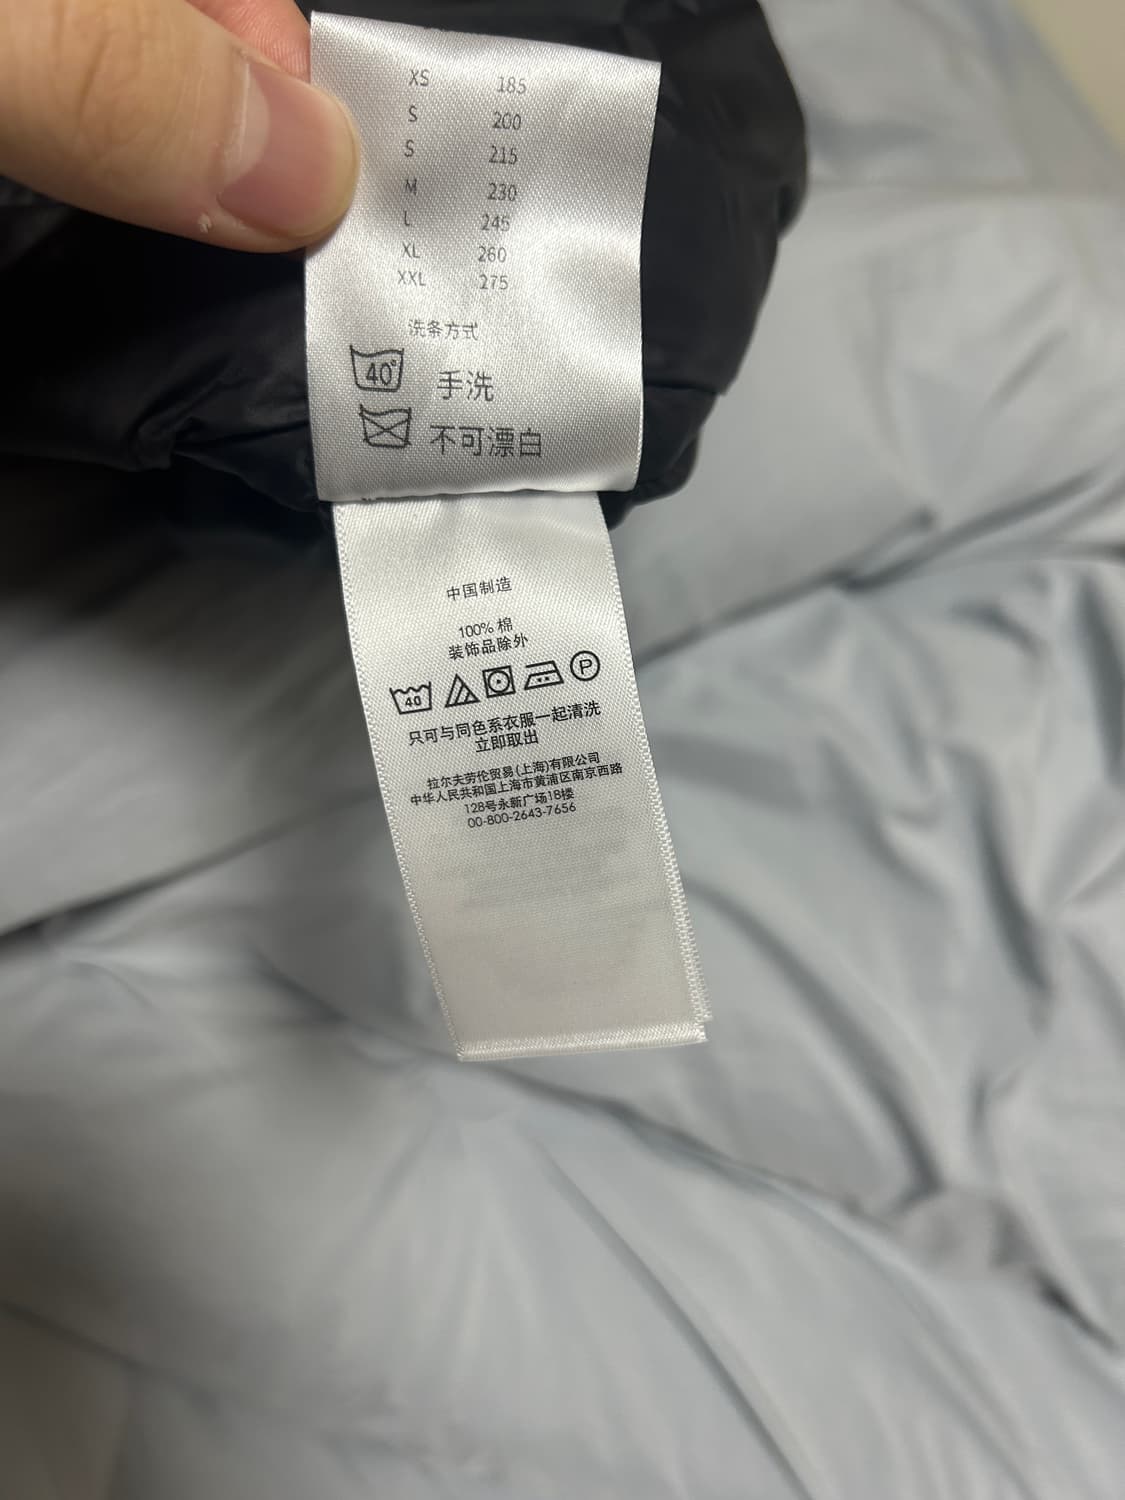 XS 185
S 200
S 215
M 230
L 245
XL 260
XXL 275
洗条方式
40° 手洗
不可漂白
中国制造
100% 棉
装饰品除外
40 P
只可与同色系衣服一起清洗
立即取出
拉尔夫劳伦贸易(上海)有限公司
中华人民共和国上海市黄浦区南京西路
128号永新广场18楼
00-800-2643-7656